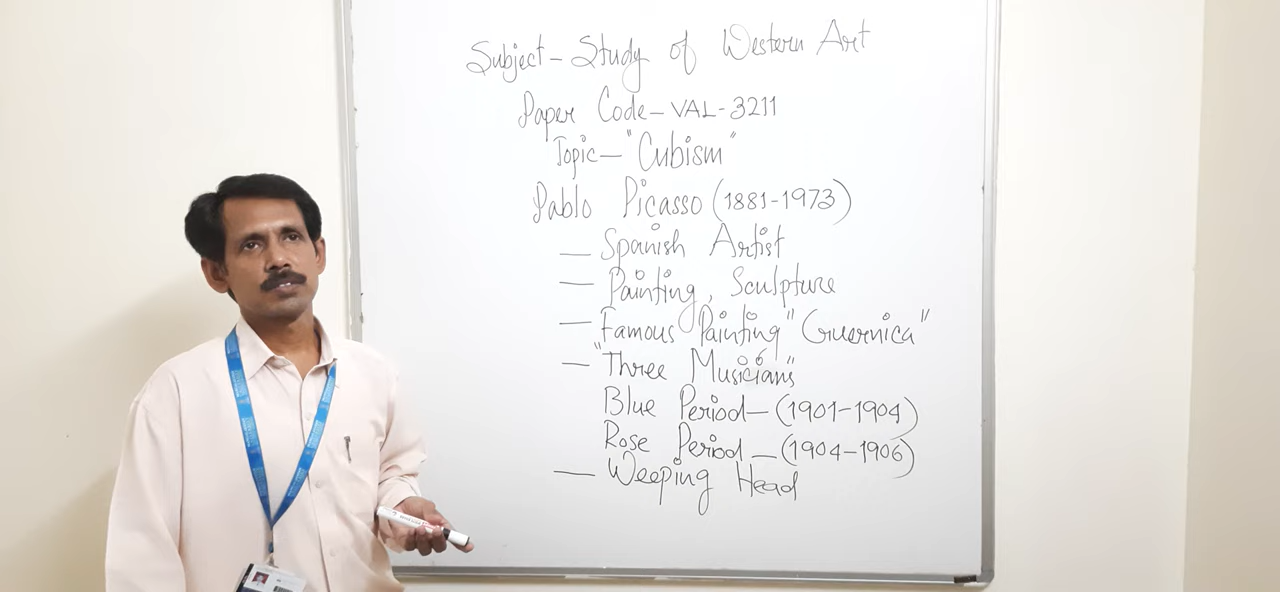 Subject – Study of Western Art
Paper Code – VAL-3211
Topic – "Cubism"
Pablo Picasso (1881-1973)
— Spanish Artist
— Painting, Sculpture
— Famous Painting "Guernica"
— "Three Musicians"
Blue Period – (1901-1904)
Rose Period – (1904-1906)
— Weeping Head